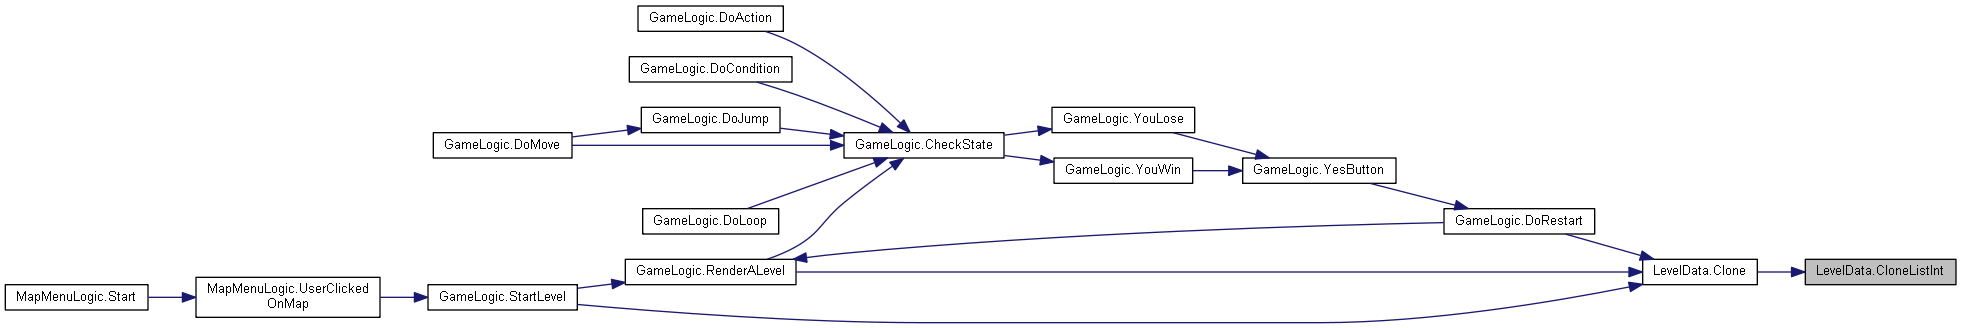 GameLogic.DoAction
GameLogic.DoCondition
GameLogic.DoJump
GameLogic.YouLose
GameLogic.DoMove
GameLogic.CheckState
GameLogic.YouWin
GameLogic.YesButton
GameLogic.DoLoop
GameLogic.DoRestart
GameLogic.RenderALevel
LevelData.Clone
LevelData.CloneListInt
MapMenuLogic.Start
MapMenuLogic.UserClicked
OnMap
GameLogic.StartLevel